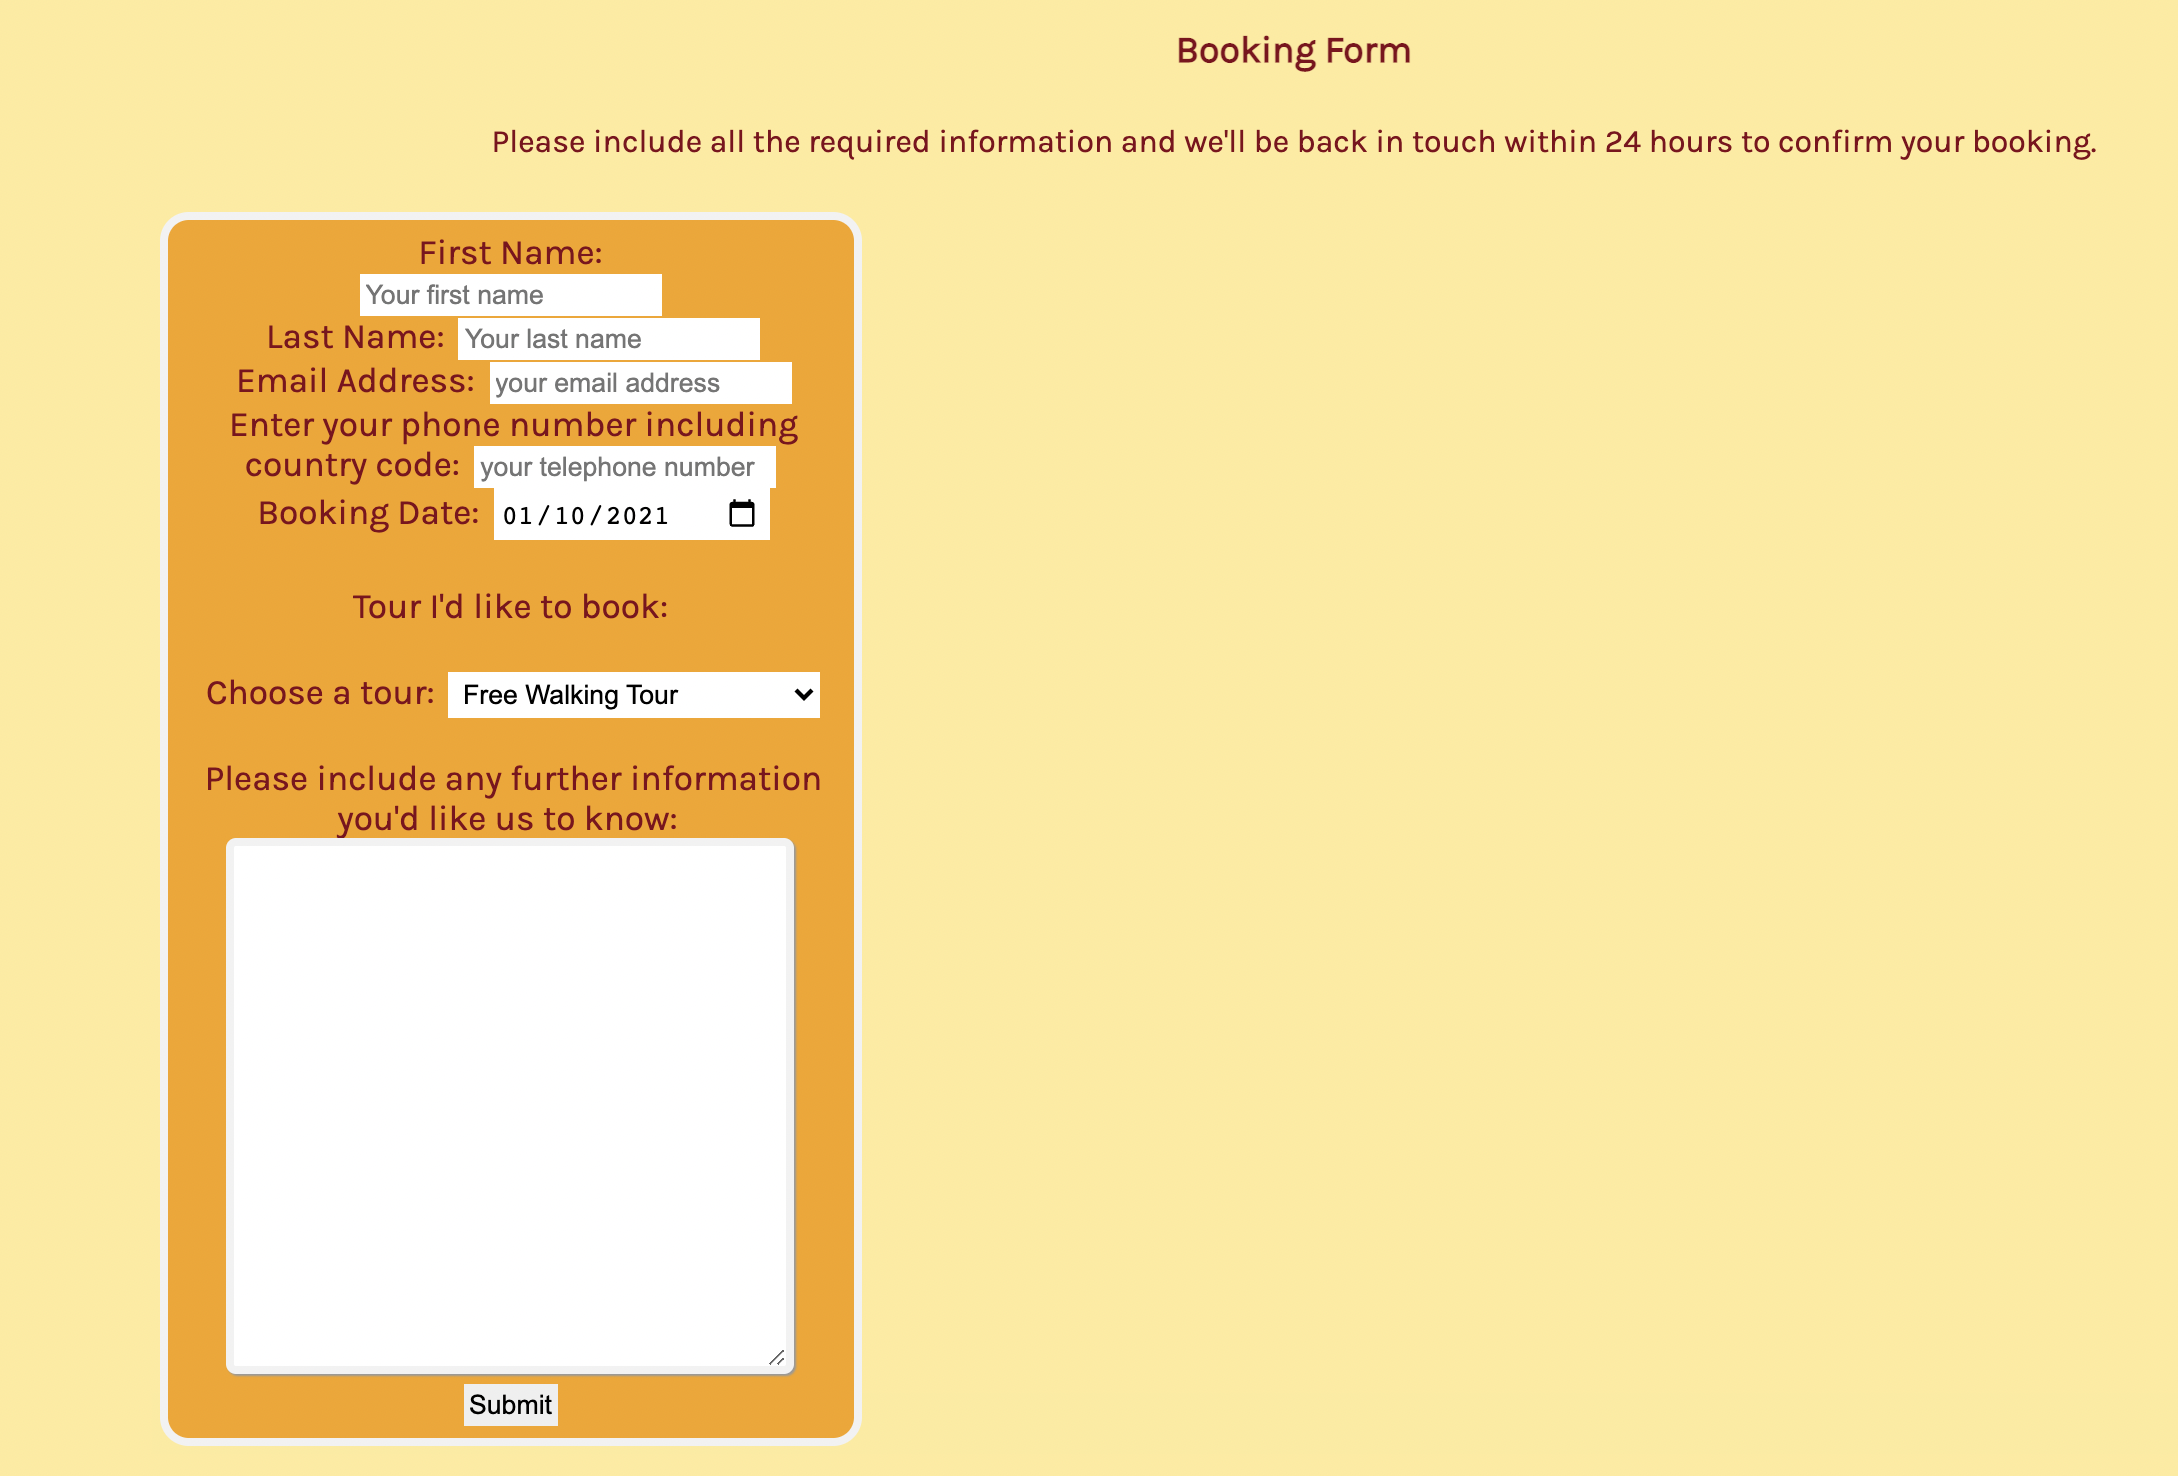 Booking Form
Please include all the required information and we'll be back in touch within 24 hours to confirm your booking.
First Name:
Your first name
Last Name: Your last name
Email Address: your email address
Enter your phone number including
country code: your telephone number
Booking Date: 01/10/2021
Tour I'd like to book:
Choose a tour: Free Walking Tour
Please include any further information
you'd like us to know:
Submit